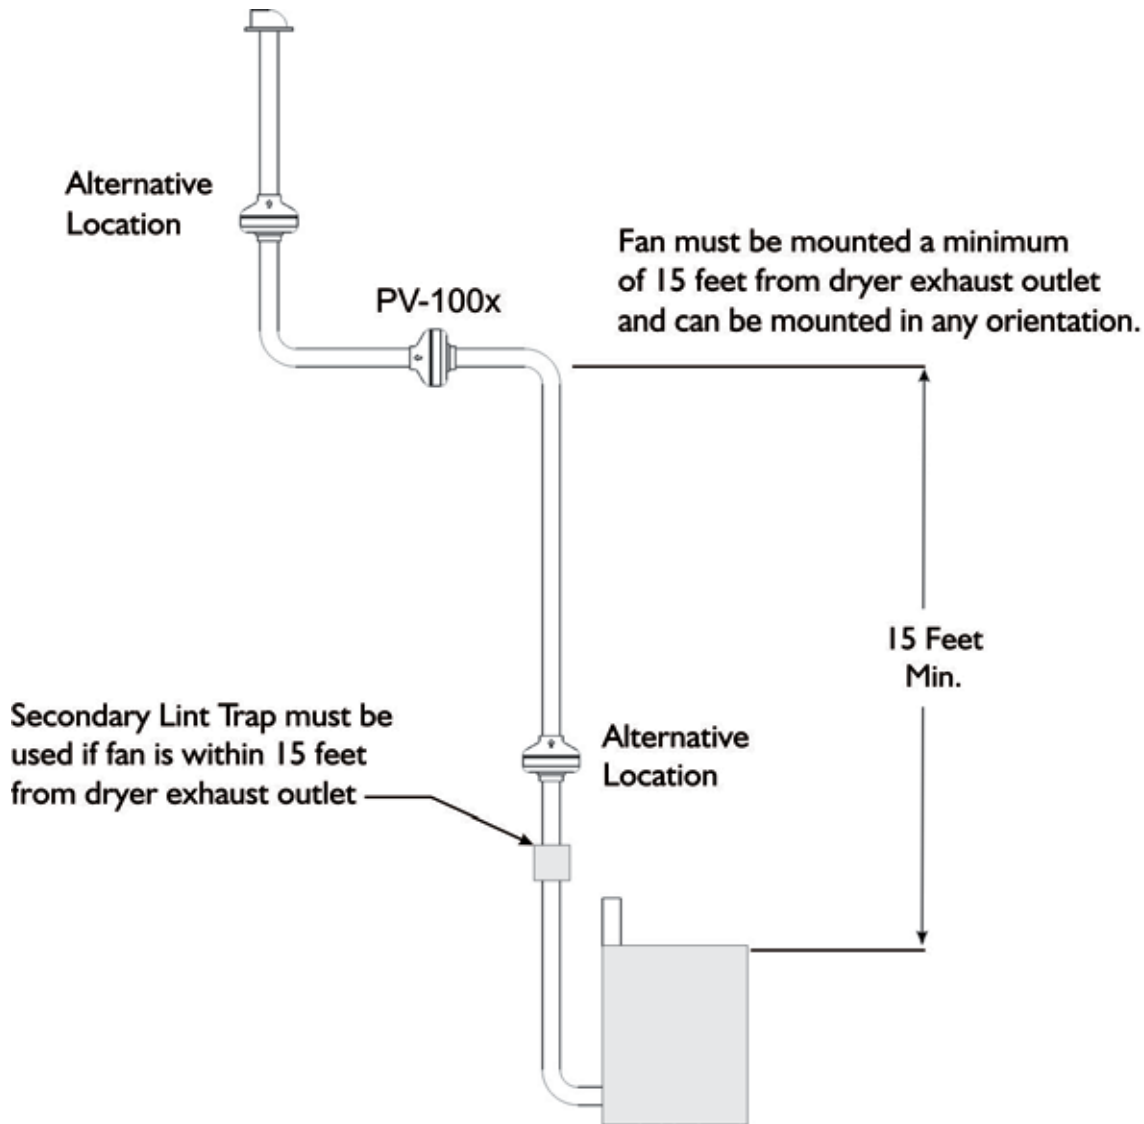 Alternative
Location
Fan must be mounted a minimum
of 15 feet from dryer exhaust outlet
and can be mounted in any orientation.
PV-100x
15 Feet
Min.
Secondary Lint Trap must be
used if fan is within 15 feet
from dryer exhaust outlet
Alternative
Location